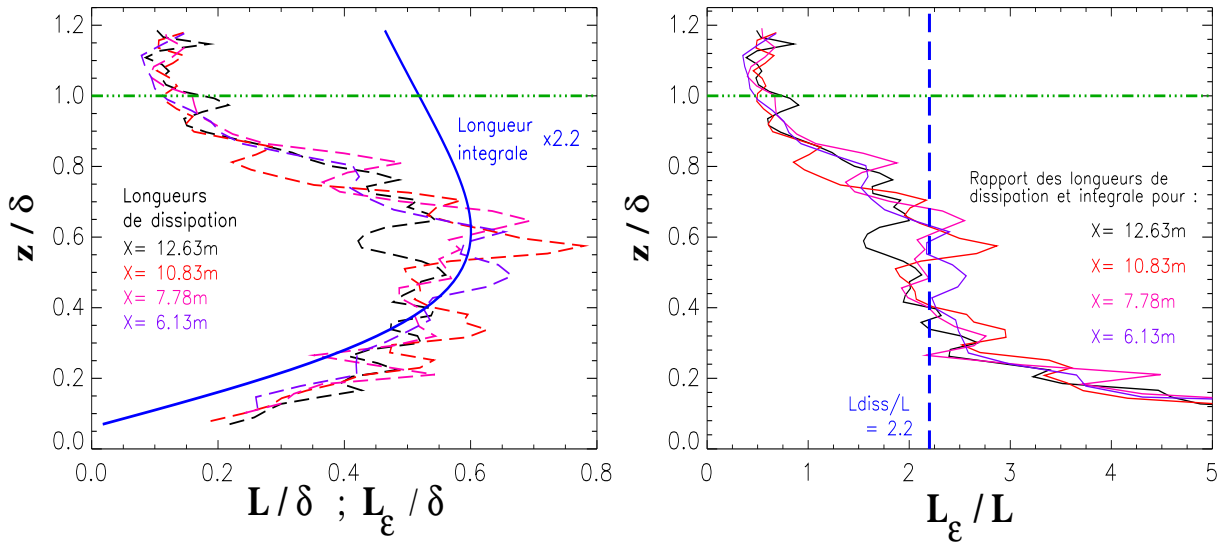 1.2
1.0
0.8
0.6
0.4
0.2
0.0
z/δ
Longueur
integrale x2.2
Longueurs
de dissipation
X= 12.63m
X= 10.83m
X= 7.78m
X= 6.13m
0.0 0.2 0.4 0.6 0.8
L/δ ; Lε/δ
1.2
1.0
0.8
0.6
0.4
0.2
0.0
z/δ
Rapport des longueurs de
dissipation et integrale pour :
X= 12.63m
X= 10.83m
X= 7.78m
X= 6.13m
Ldiss/L
= 2.2
0 1 2 3 4 5
Lε/L